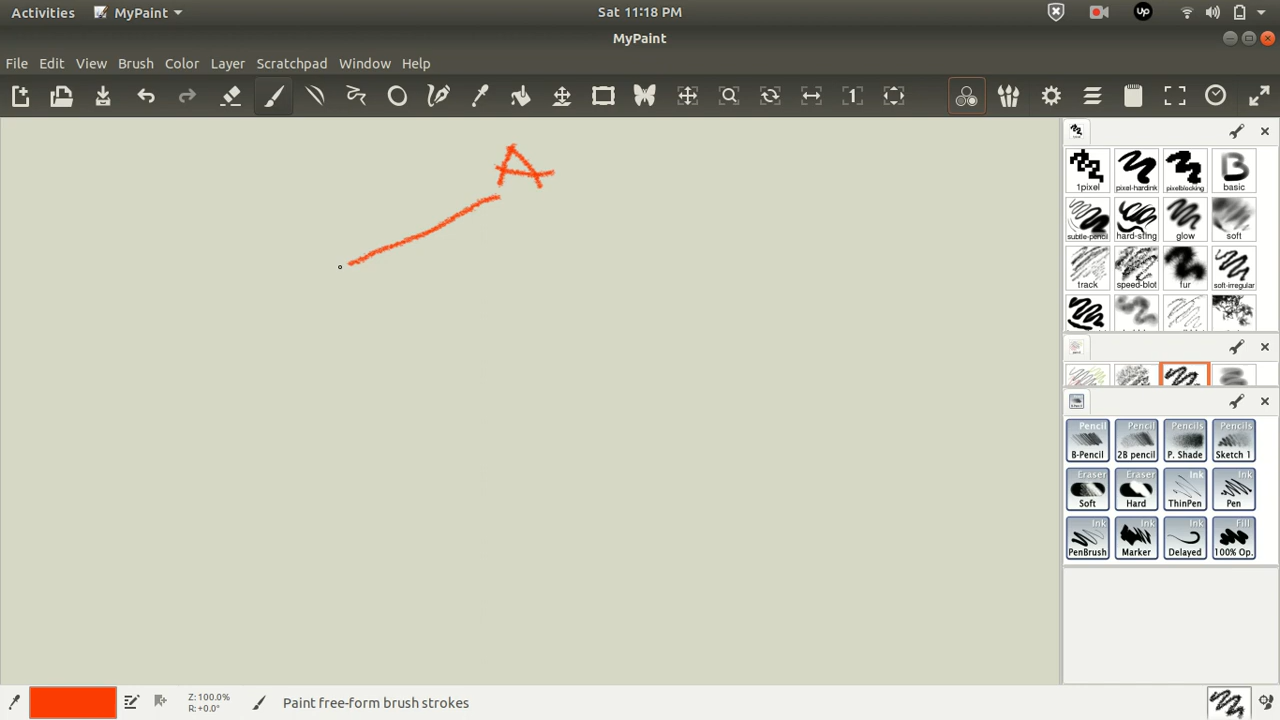 Activities MyPaint Sat 11:18 PM up
MyPaint
File Edit View Brush Color Layer Scratchpad Window Help
1
A
1pixel pixel-hardink pixelblocking B basic
subtle-pencil hard-sting glow soft
track speed-blot fur soft-irregular
Pencil Pencil Pencils Pencils
B-Pencil 2B pencil P. Shade Sketch 1
Eraser Eraser Ink Ink
Soft Hard ThinPen Pen
Ink Ink Ink Fill
PenBrush Marker Delayed 100% Op.
Z: 100.0%
R: +0.0°
Paint free-form brush strokes